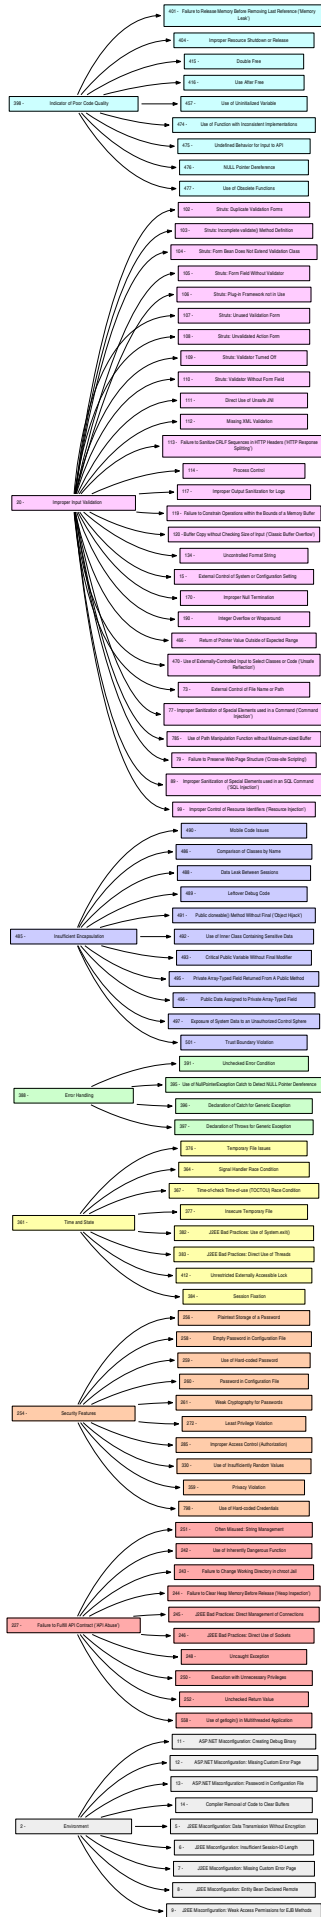 401 - Failure to Release Memory Before Removing Last Reference ('Memory
Leak')
404 - Improper Resource Shutdown or Release
415 - Double Free
416 - Use After Free
398 - Indicator of Poor Code Quality
457 - Use of Uninitialized Variable
474 - Use of Function with Inconsistent Implementations
475 - Undefined Behavior for Input to API
476 - NULL Pointer Dereference
477 - Use of Obsolete Functions
102 - Struts: Duplicate Validation Forms
103 - Struts: Incomplete validate() Method Definition
104 - Struts: Form Bean Does Not Extend Validation Class
105 - Struts: Form Field Without Validator
106 - Struts: Plug-in Framework not in Use
107 - Struts: Unused Validation Form
108 - Struts: Unvalidated Action Form
109 - Struts: Validator Turned Off
110 - Struts: Validator Without Form Field
111 - Direct Use of Unsafe JNI
112 - Missing XML Validation
113 - Failure to Sanitize CRLF Sequences in HTTP Headers ('HTTP Response
Splitting')
114 - Process Control
117 - Improper Output Sanitization for Logs
20 - Improper Input Validation
119 - Failure to Constrain Operations within the Bounds of a Memory Buffer
120 - Buffer Copy without Checking Size of Input ('Classic Buffer Overflow')
134 - Uncontrolled Format String
15 - External Control of System or Configuration Setting
170 - Improper Null Termination
190 - Integer Overflow or Wraparound
466 - Return of Pointer Value Outside of Expected Range
470 - Use of Externally-Controlled Input to Select Classes or Code ('Unsafe
Reflection')
73 - External Control of File Name or Path
77 - Improper Sanitization of Special Elements used in a Command ('Command
Injection')
785 - Use of Path Manipulation Function without Maximum-sized Buffer
79 - Failure to Preserve Web Page Structure ('Cross-site Scripting')
89 - Improper Sanitization of Special Elements used in an SQL Command
('SQL Injection')
99 - Improper Control of Resource Identifiers ('Resource Injection')
490 - Mobile Code Issues
486 - Comparison of Classes by Name
488 - Data Leak Between Sessions
489 - Leftover Debug Code
491 - Public cloneable() Method Without Final ('Object Hijack')
485 - Insufficient Encapsulation
492 - Use of Inner Class Containing Sensitive Data
493 - Critical Public Variable Without Final Modifier
495 - Private Array-Typed Field Returned From A Public Method
496 - Public Data Assigned to Private Array-Typed Field
497 - Exposure of System Data to an Unauthorized Control Sphere
501 - Trust Boundary Violation
391 - Unchecked Error Condition
395 - Use of NullPointerException Catch to Detect NULL Pointer Dereference
388 - Error Handling
396 - Declaration of Catch for Generic Exception
397 - Declaration of Throws for Generic Exception
376 - Temporary File Issues
364 - Signal Handler Race Condition
367 - Time-of-check Time-of-use (TOCTOU) Race Condition
377 - Insecure Temporary File
361 - Time and State
382 - J2EE Bad Practices: Use of System.exit()
383 - J2EE Bad Practices: Direct Use of Threads
412 - Unrestricted Externally Accessible Lock
384 - Session Fixation
256 - Plaintext Storage of a Password
258 - Empty Password in Configuration File
259 - Use of Hard-coded Password
260 - Password in Configuration File
261 - Weak Cryptography for Passwords
254 - Security Features
272 - Least Privilege Violation
285 - Improper Access Control (Authorization)
330 - Use of Insufficiently Random Values
359 - Privacy Violation
798 - Use of Hard-coded Credentials
251 - Often Misused: String Management
242 - Use of Inherently Dangerous Function
243 - Failure to Change Working Directory in chroot Jail
244 - Failure to Clear Heap Memory Before Release ('Heap Inspection')
245 - J2EE Bad Practices: Direct Management of Connections
227 - Failure to Fulfill API Contract ('API Abuse')
246 - J2EE Bad Practices: Direct Use of Sockets
248 - Uncaught Exception
250 - Execution with Unnecessary Privileges
252 - Unchecked Return Value
558 - Use of getlogin() in Multithreaded Application
11 - ASP.NET Misconfiguration: Creating Debug Binary
12 - ASP.NET Misconfiguration: Missing Custom Error Page
13 - ASP.NET Misconfiguration: Password in Configuration File
14 - Compiler Removal of Code to Clear Buffers
2 - Environment
5 - J2EE Misconfiguration: Data Transmission Without Encryption
6 - J2EE Misconfiguration: Insufficient Session-ID Length
7 - J2EE Misconfiguration: Missing Custom Error Page
8 - J2EE Misconfiguration: Entity Bean Declared Remote
9 - J2EE Misconfiguration: Weak Access Permissions for EJB Methods